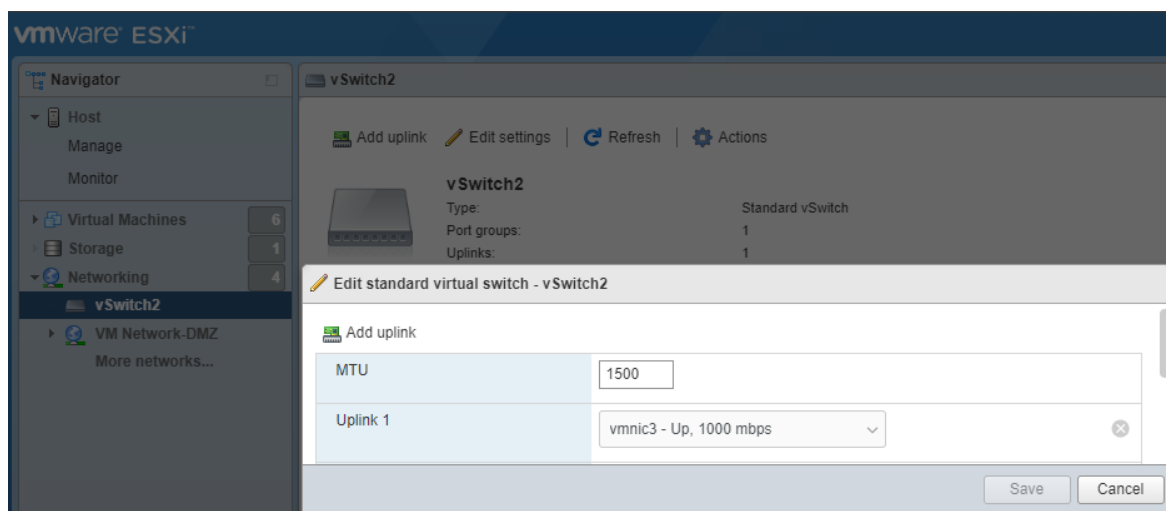 vmware® ESXi™
Navigator
Host
Manage
Monitor
Virtual Machines 6
Storage 1
Networking 4
vSwitch2
VM Network-DMZ
More networks...
vSwitch2
Add uplink Edit settings Refresh Actions
vSwitch2
Type: Standard vSwitch
Port groups: 1
Uplinks: 1
Edit standard virtual switch - vSwitch2
Add uplink
MTU 1500
Uplink 1 vmnic3 - Up, 1000 mbps
Save Cancel